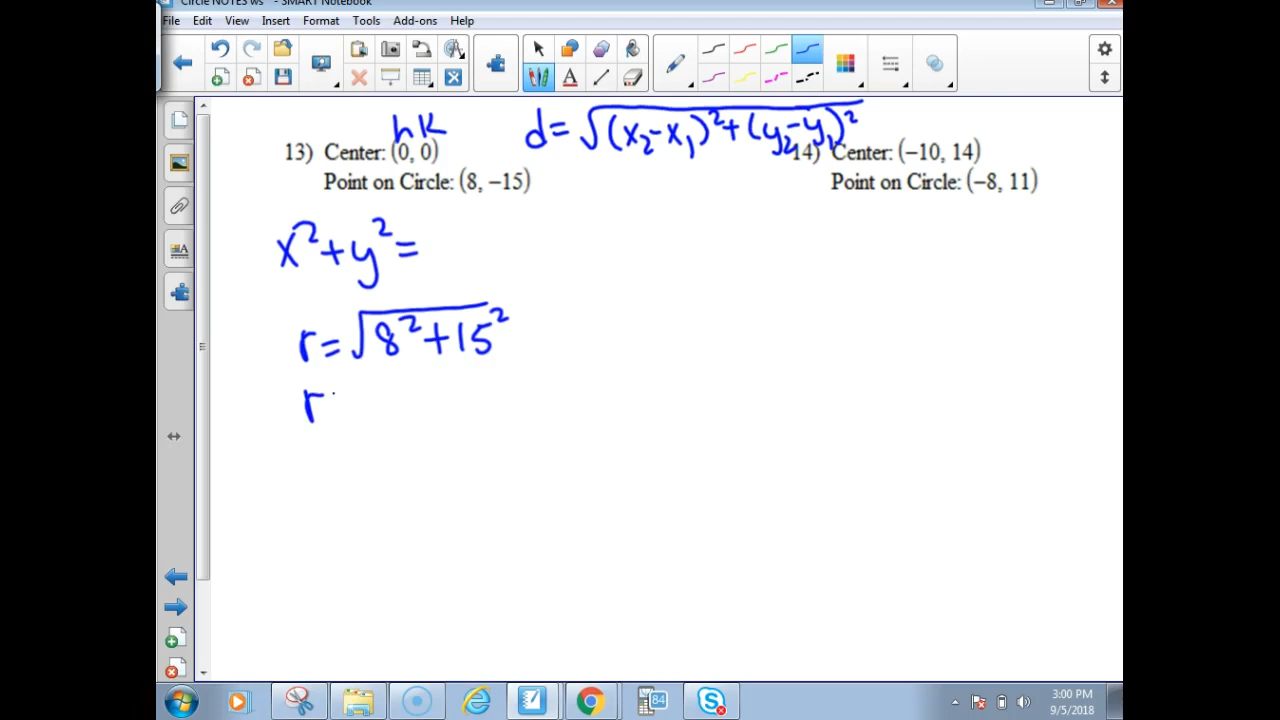 Circle NOTES ws * - SMART Notebook
File Edit View Insert Format Tools Add-ons Help
h k
d = √(x₂-x₁)² + (y₂-y₁)²
13) Center: (0, 0)
Point on Circle: (8, −15)
14) Center: (−10, 14)
Point on Circle: (−8, 11)
x² + y² =
r = √8² + 15²
r
84
3:00 PM
9/5/2018